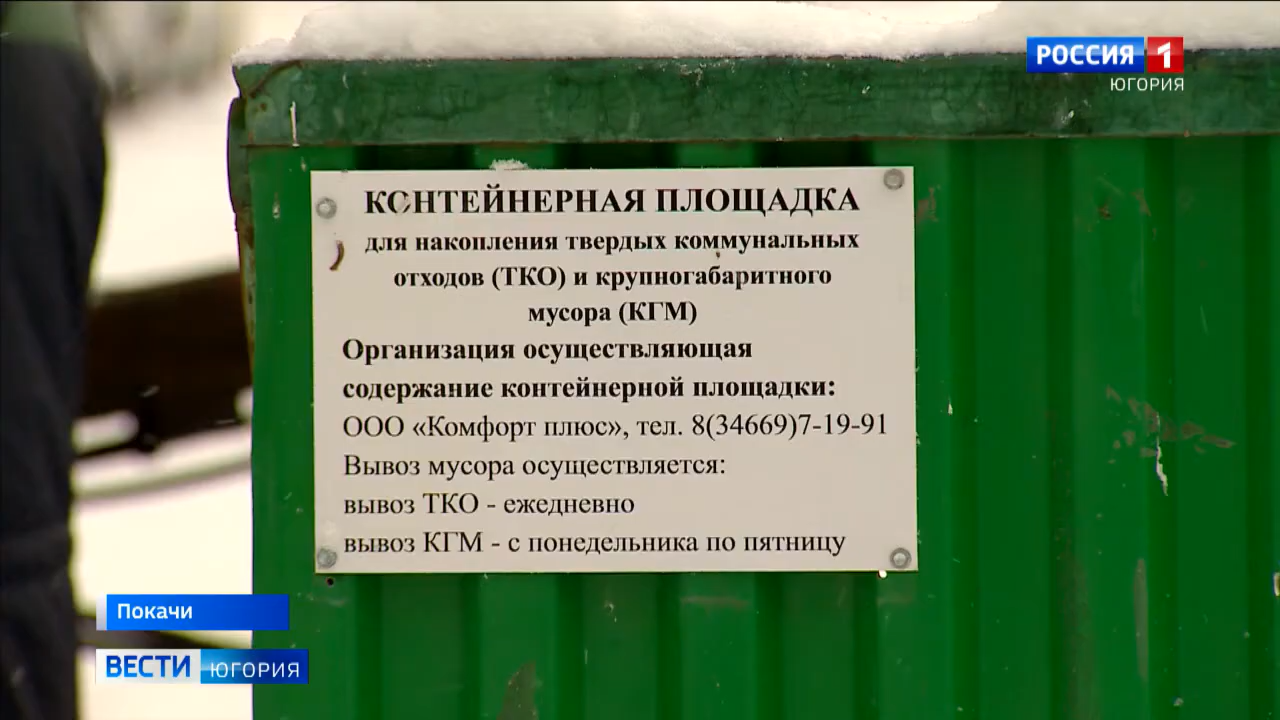 РОССИЯ 1
ЮГОРИЯ
КОНТЕЙНЕРНАЯ ПЛОЩАДКА
для накопления твердых коммунальных
отходов (ТКО) и крупногабаритного
мусора (КГМ)
Организация осуществляющая
содержание контейнерной площадки:
ООО «Комфорт плюс», тел. 8(34669)7-19-91
Вывоз мусора осуществляется:
вывоз ТКО - ежедневно
вывоз КГМ - с понедельника по пятницу
Покачи
ВЕСТИ ЮГОРИЯ